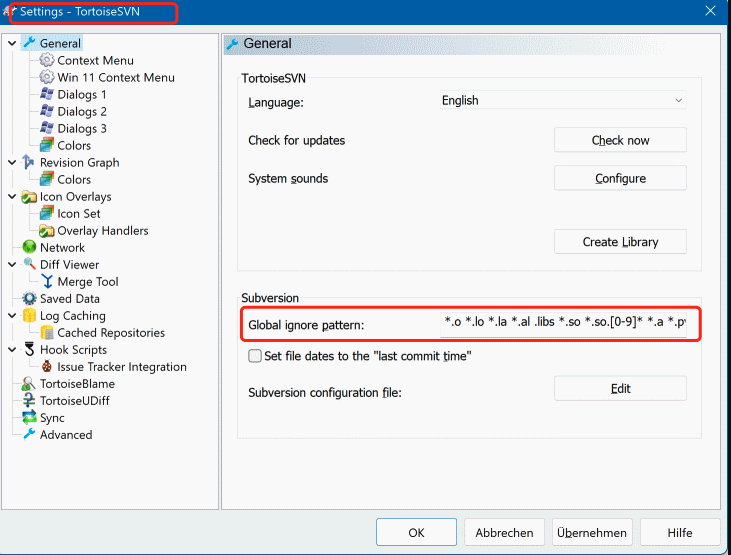 Settings - TortoiseSVN
General
Context Menu
Win 11 Context Menu
Dialogs 1
Dialogs 2
Dialogs 3
Colors
Revision Graph
Colors
Icon Overlays
Icon Set
Overlay Handlers
Network
Diff Viewer
Merge Tool
Saved Data
Log Caching
Cached Repositories
Hook Scripts
Issue Tracker Integration
TortoiseBlame
TortoiseUDiff
Sync
Advanced
General
TortoiseSVN
Language: English
Check for updates Check now
System sounds Configure
Create Library
Subversion
Global ignore pattern: *.o *.lo *.la *.al .libs *.so *.so.[0-9]* *.a
Set file dates to the "last commit time"
Subversion configuration file: Edit
OK Abbrechen Übernehmen Hilfe